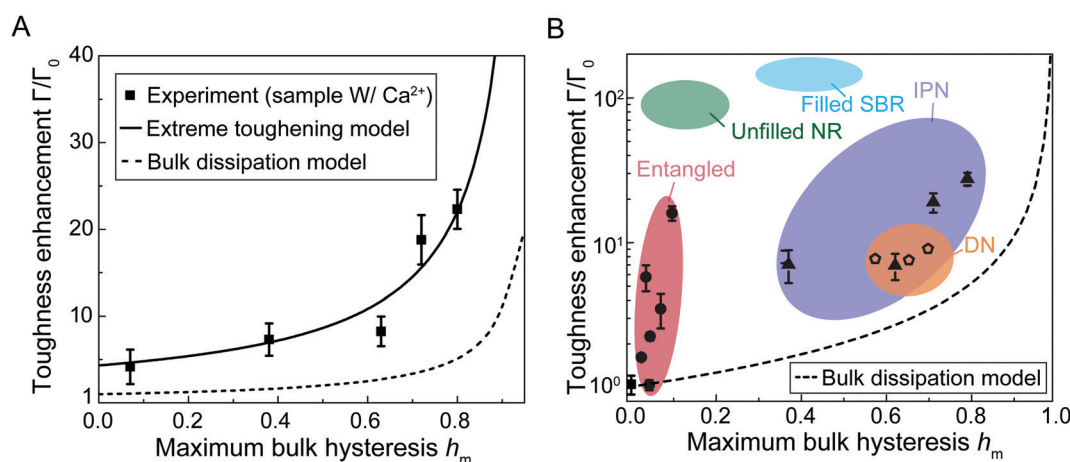 A
Toughness enhancement Γ/Γ₀
40
30
20
10
1
■ Experiment (sample W/ Ca²⁺)
Extreme toughening model
Bulk dissipation model
0.0 0.2 0.4 0.6 0.8
Maximum bulk hysteresis hₘ
B
Toughness enhancement Γ/Γ₀
10²
10¹
10⁰
Filled SBR
IPN
Unfilled NR
Entangled
DN
Bulk dissipation model
0.0 0.2 0.4 0.6 0.8 1.0
Maximum bulk hysteresis hₘ